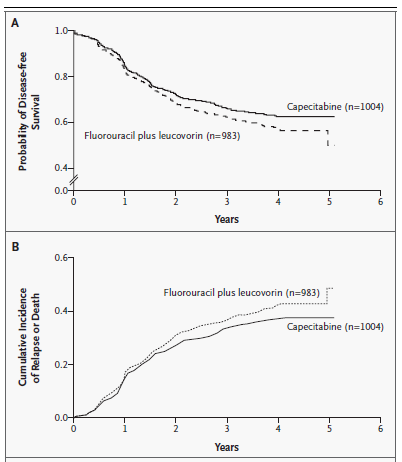 A
1.0
0.8
0.6
0.4
0.0
Probability of Disease-free
Survival
Capecitabine (n=1004)
Fluorouracil plus leucovorin (n=983)
0 1 2 3 4 5 6
Years
B
0.6
0.4
0.2
0.0
Cumulative Incidence
of Relapse or Death
Fluorouracil plus leucovorin (n=983)
Capecitabine (n=1004)
0 1 2 3 4 5 6
Years